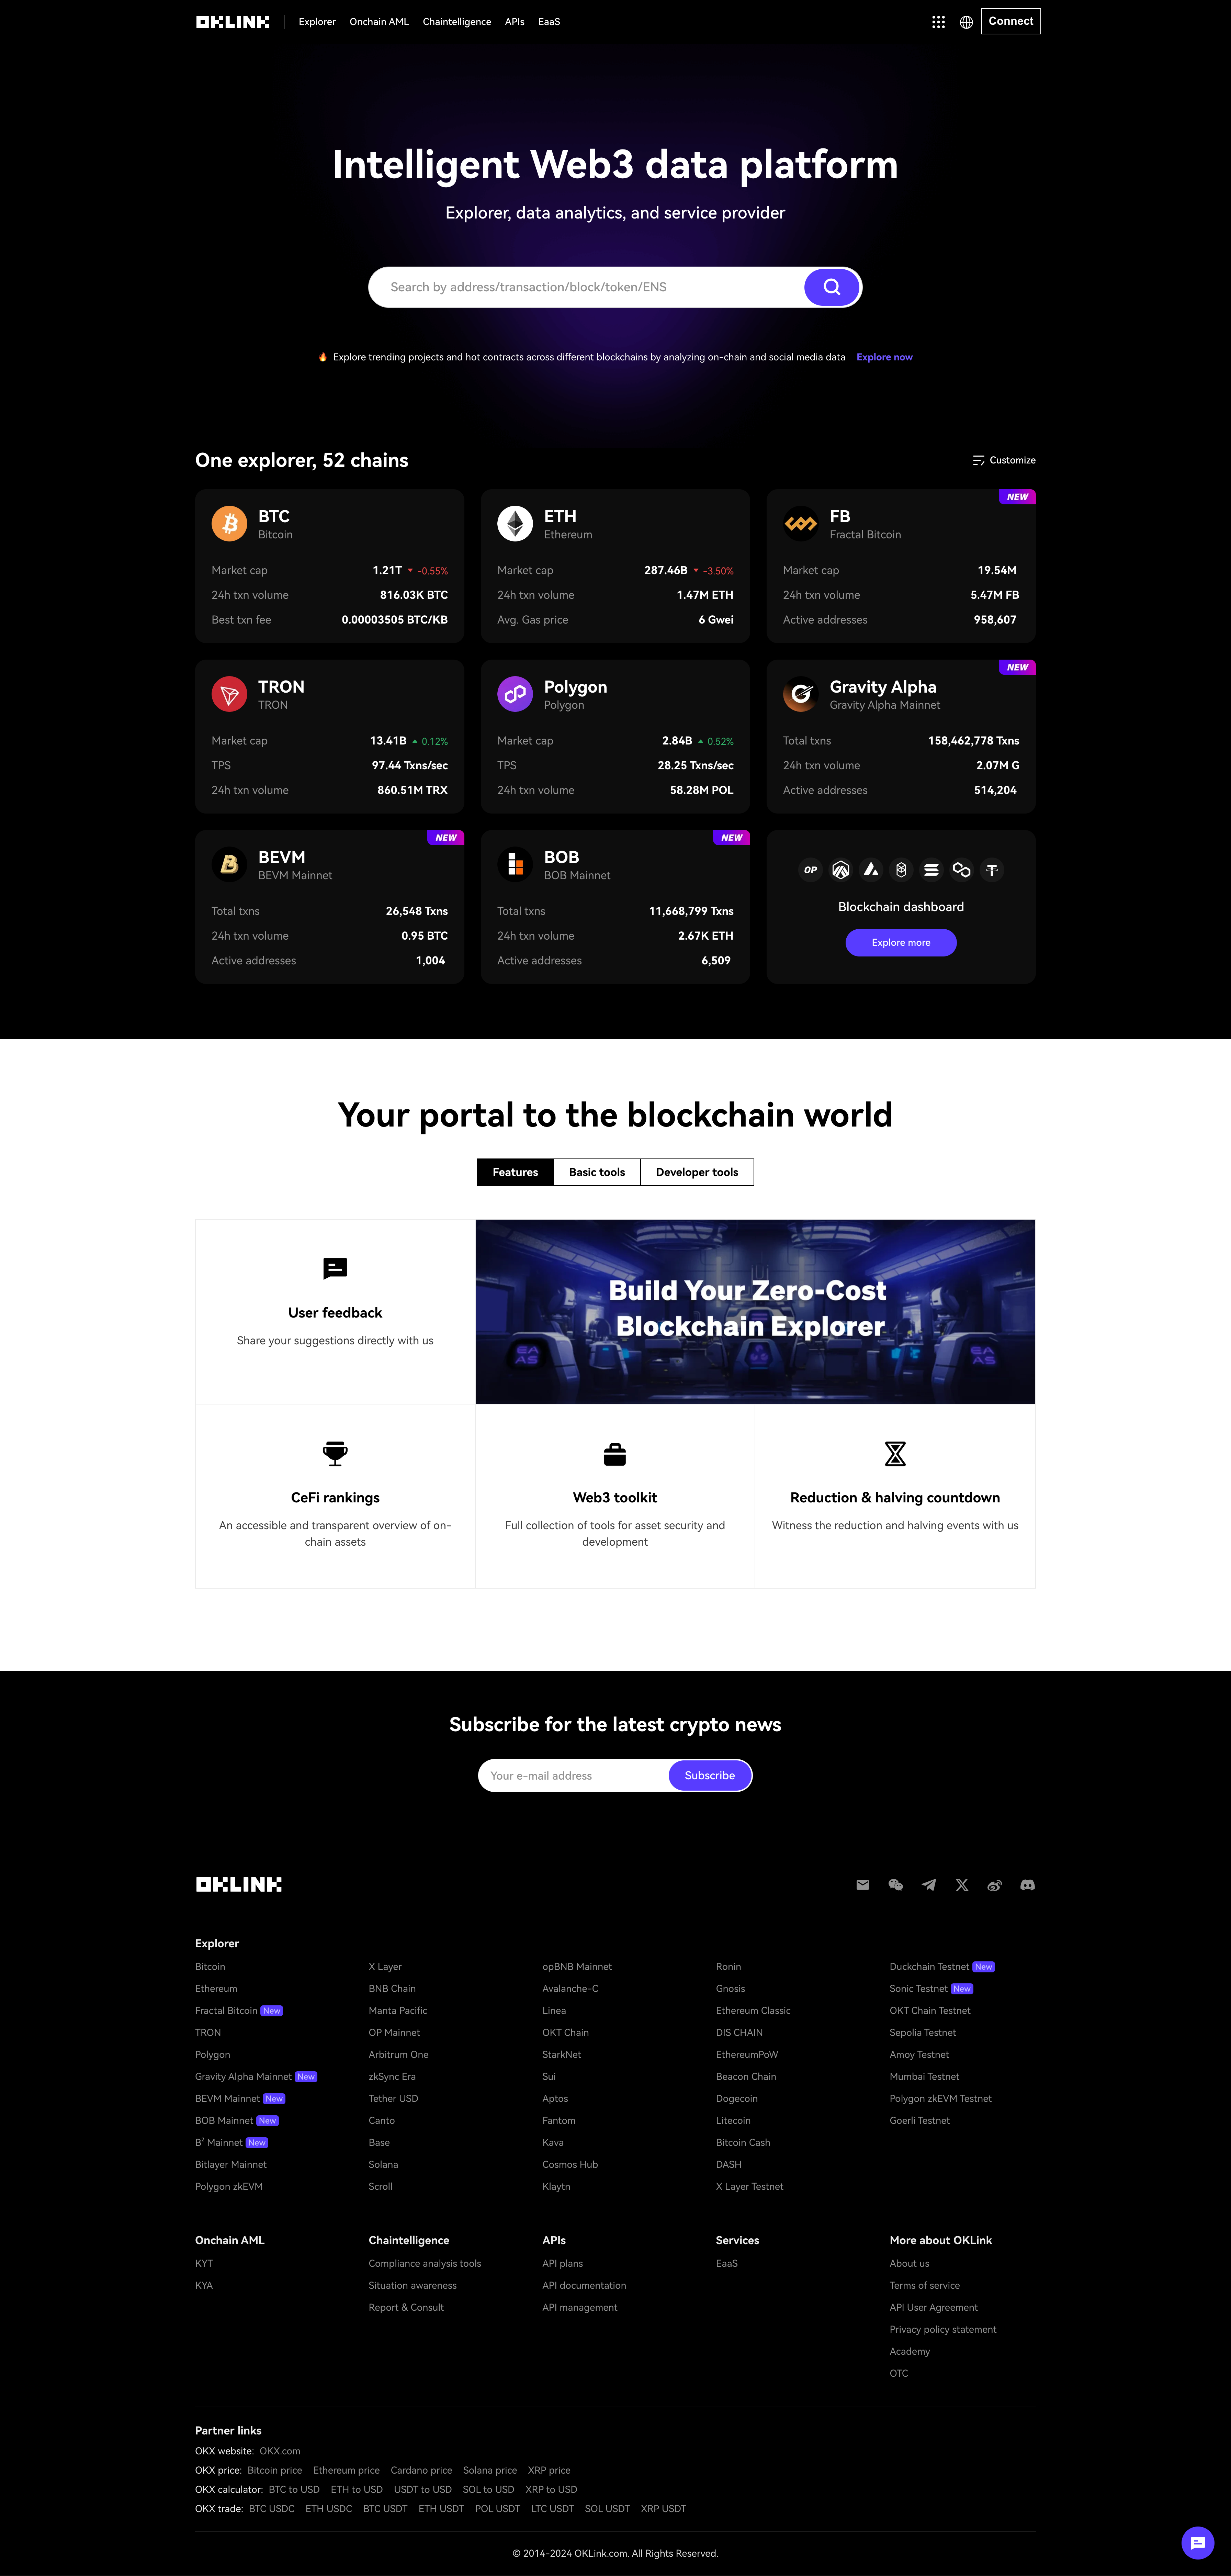 OKLINK
Explorer
Onchain AML
Chaintelligence
APIs
EaaS
Connect
Intelligent Web3 data platform
Explorer, data analytics, and service provider
Search by address/transaction/block/token/ENS
Explore trending projects and hot contracts across different blockchains by analyzing on-chain and social media data Explore now
One explorer, 52 chains
Customize
BTC
Bitcoin
Market cap 1.21T -0.55%
24h txn volume 816.03K BTC
Best txn fee 0.00003505 BTC/KB
ETH
Ethereum
Market cap 287.46B -3.50%
24h txn volume 1.47M ETH
Avg. Gas price 6 Gwei
NEW
FB
Fractal Bitcoin
Market cap 19.54M
24h txn volume 5.47M FB
Active addresses 958,607
TRON
TRON
Market cap 13.41B 0.12%
TPS 97.44 Txns/sec
24h txn volume 860.51M TRX
Polygon
Polygon
Market cap 2.84B 0.52%
TPS 28.25 Txns/sec
24h txn volume 58.28M POL
NEW
Gravity Alpha
Gravity Alpha Mainnet
Total txns 158,462,778 Txns
24h txn volume 2.07M G
Active addresses 514,204
NEW
BEVM
BEVM Mainnet
Total txns 26,548 Txns
24h txn volume 0.95 BTC
Active addresses 1,004
NEW
BOB
BOB Mainnet
Total txns 11,668,799 Txns
24h txn volume 2.67K ETH
Active addresses 6,509
OP
Blockchain dashboard
Explore more
Your portal to the blockchain world
Features
Basic tools
Developer tools
User feedback
Share your suggestions directly with us
Build Your Zero-Cost
Blockchain Explorer
EA
AS
EA
AS
CeFi rankings
An accessible and transparent overview of on-
chain assets
Web3 toolkit
Full collection of tools for asset security and
development
Reduction & halving countdown
Witness the reduction and halving events with us
Subscribe for the latest crypto news
Your e-mail address
Subscribe
OKLINK
Explorer
Bitcoin
Ethereum
Fractal Bitcoin New
TRON
Polygon
Gravity Alpha Mainnet New
BEVM Mainnet New
BOB Mainnet New
B² Mainnet New
Bitlayer Mainnet
Polygon zkEVM
X Layer
BNB Chain
Manta Pacific
OP Mainnet
Arbitrum One
zkSync Era
Tether USD
Canto
Base
Solana
Scroll
opBNB Mainnet
Avalanche-C
Linea
OKT Chain
StarkNet
Sui
Aptos
Fantom
Kava
Cosmos Hub
Klaytn
Ronin
Gnosis
Ethereum Classic
DIS CHAIN
EthereumPoW
Beacon Chain
Dogecoin
Litecoin
Bitcoin Cash
DASH
X Layer Testnet
Duckchain Testnet New
Sonic Testnet New
OKT Chain Testnet
Sepolia Testnet
Amoy Testnet
Mumbai Testnet
Polygon zkEVM Testnet
Goerli Testnet
Onchain AML
KYT
KYA
Chaintelligence
Compliance analysis tools
Situation awareness
Report & Consult
APIs
API plans
API documentation
API management
Services
EaaS
More about OKLink
About us
Terms of service
API User Agreement
Privacy policy statement
Academy
OTC
Partner links
OKX website: OKX.com
OKX price: Bitcoin price Ethereum price Cardano price Solana price XRP price
OKX calculator: BTC to USD ETH to USD USDT to USD SOL to USD XRP to USD
OKX trade: BTC USDC ETH USDC BTC USDT ETH USDT POL USDT LTC USDT SOL USDT XRP USDT
© 2014-2024 OKLink.com. All Rights Reserved.